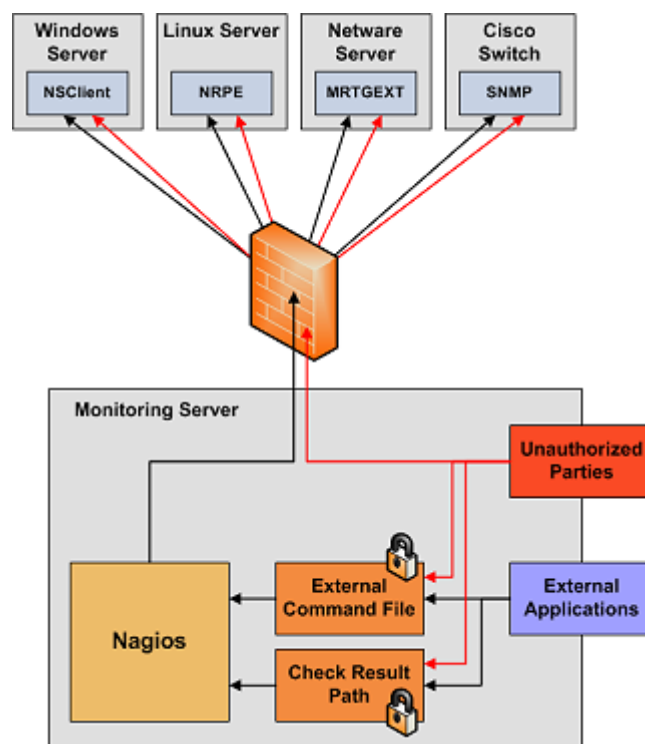 Windows
Server
NSClient
Linux Server
NRPE
Netware
Server
MRTGEXT
Cisco
Switch
SNMP
Monitoring Server
Unauthorized
Parties
Nagios
External
Command File
External
Applications
Check Result
Path